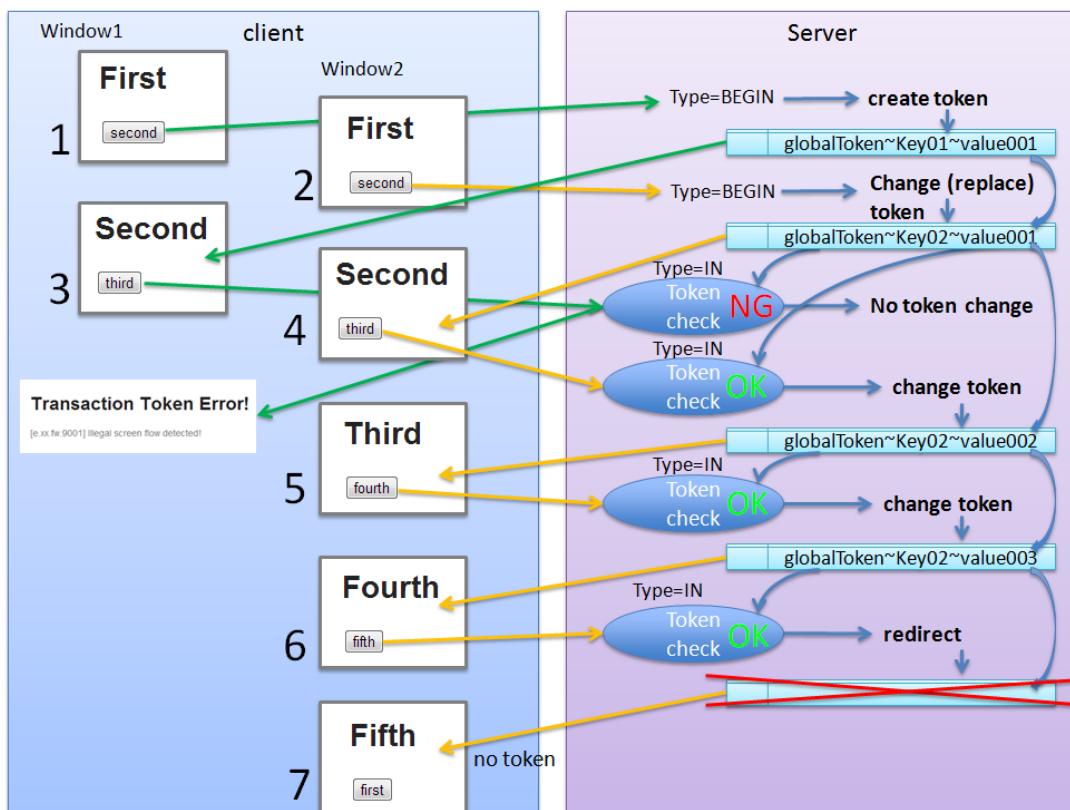 Window1
client
Server
First
second
1
Window2
First
second
2
Type=BEGIN
create token
globalToken~Key01~value001
Type=BEGIN
Change (replace)
token
globalToken~Key02~value001
Second
third
3
Second
third
4
Type=IN
Token
check
NG
No token change
Type=IN
Token
check
OK
change token
Transaction Token Error!
[e.xx.fw.9001] Illegal screen flow detected!
globalToken~Key02~value002
Third
fourth
5
Type=IN
Token
check
OK
change token
globalToken~Key02~value003
Fourth
fifth
6
Type=IN
Token
check
OK
redirect
Fifth
first
7
no token